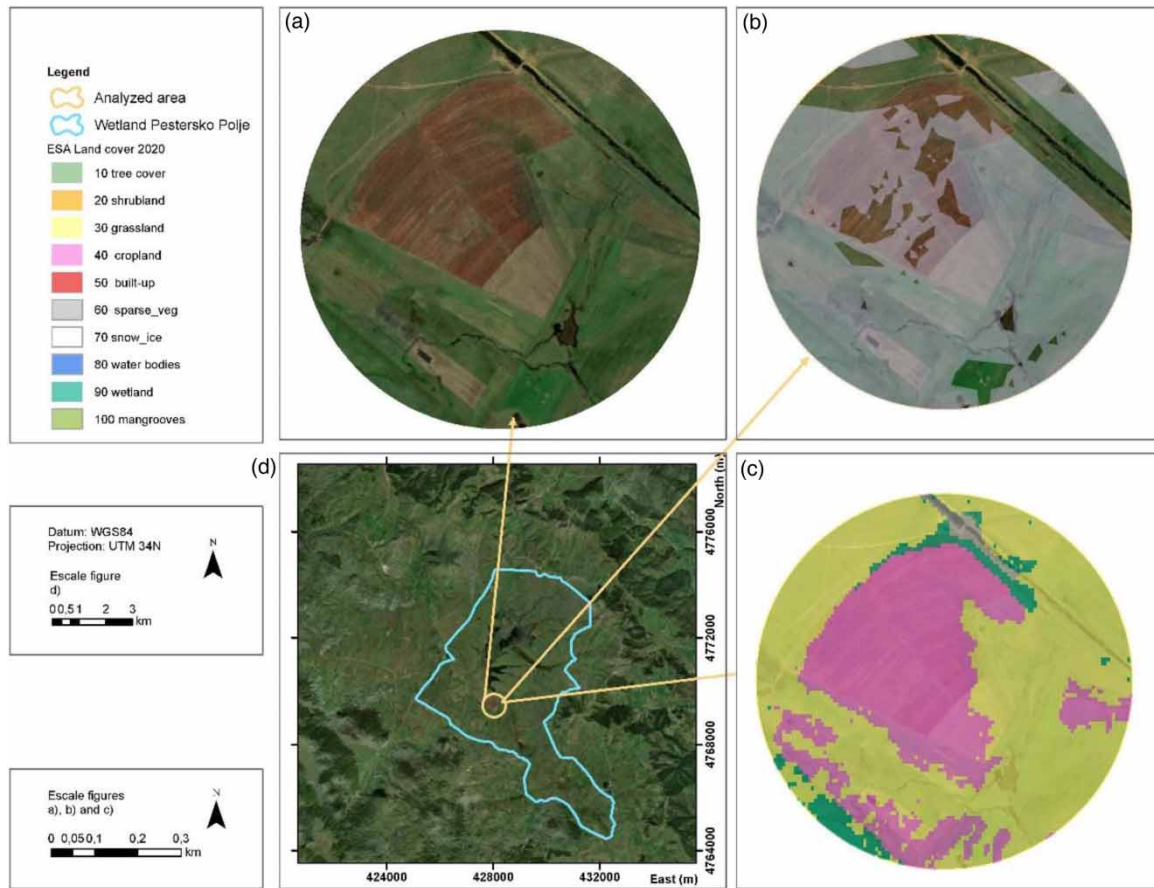 Legend
Analyzed area
Wetland Pestersko Polje
ESA Land cover 2020
10 tree cover
20 shrubland
30 grassland
40 cropland
50 built-up
60 sparse_veg
70 snow_ice
80 water bodies
90 wetland
100 mangrooves
(a)
(b)
(d)
(c)
Datum: WGS84
Projection: UTM 34N
Escale figure
d)
N
0 0,5 1 2 3
km
Escale figures
a), b) and c)
N
0 0,05 0,1 0,2 0,3
km
North (m)
4776000
4772000
4768000
4764000
424000 428000 432000
East (m)